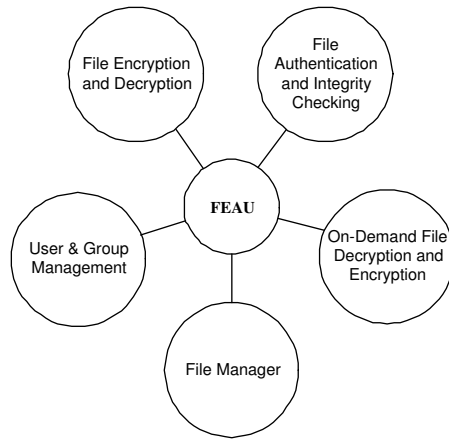 File Encryption
and Decryption
File
Authentication
and Integrity
Checking
FEAU
User & Group
Management
On-Demand File
Decryption and
Encryption
File Manager